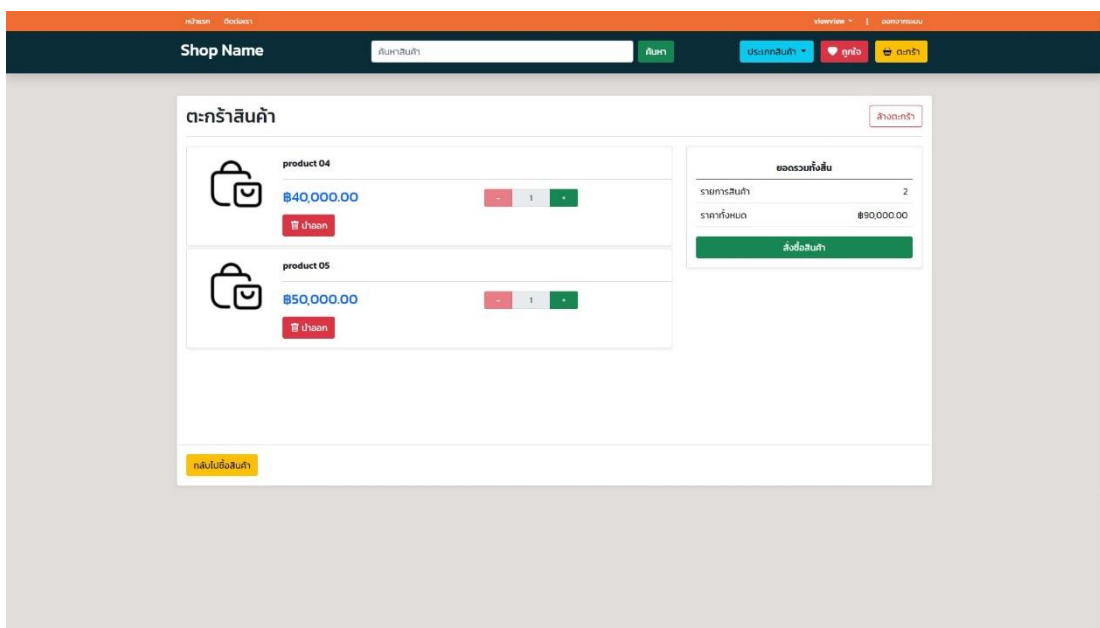 หน้าแรก ติดต่อเรา viewview | ออกจากระบบ
Shop Name ค้นหาสินค้า ค้นหา ประเภทสินค้า ถูกใจ ตะกร้า
ตะกร้าสินค้า ล้างตะกร้า
product 04
฿40,000.00 - 1 +
นำออก
product 05
฿50,000.00 - 1 +
นำออก
ยอดรวมทั้งสิ้น
รายการสินค้า 2
ราคาทั้งหมด ฿90,000.00
สั่งซื้อสินค้า
กลับไปซื้อสินค้า